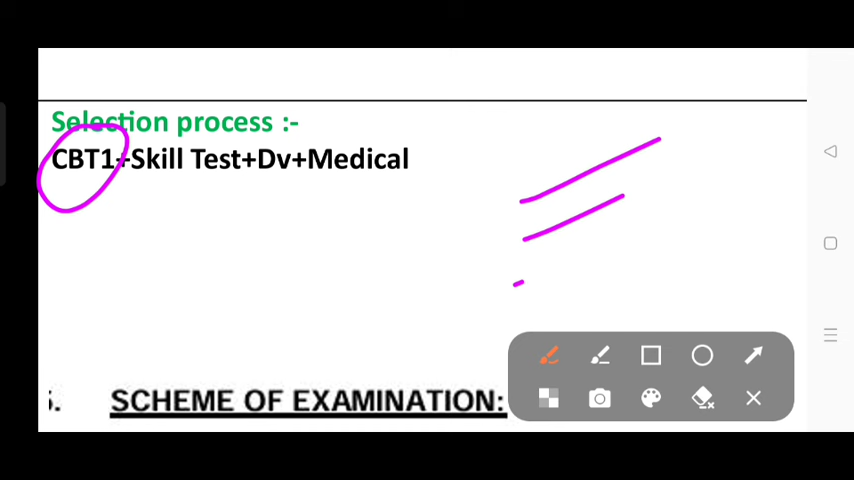 Selection process :-
CBT1+Skill Test+Dv+Medical
SCHEME OF EXAMINATION: